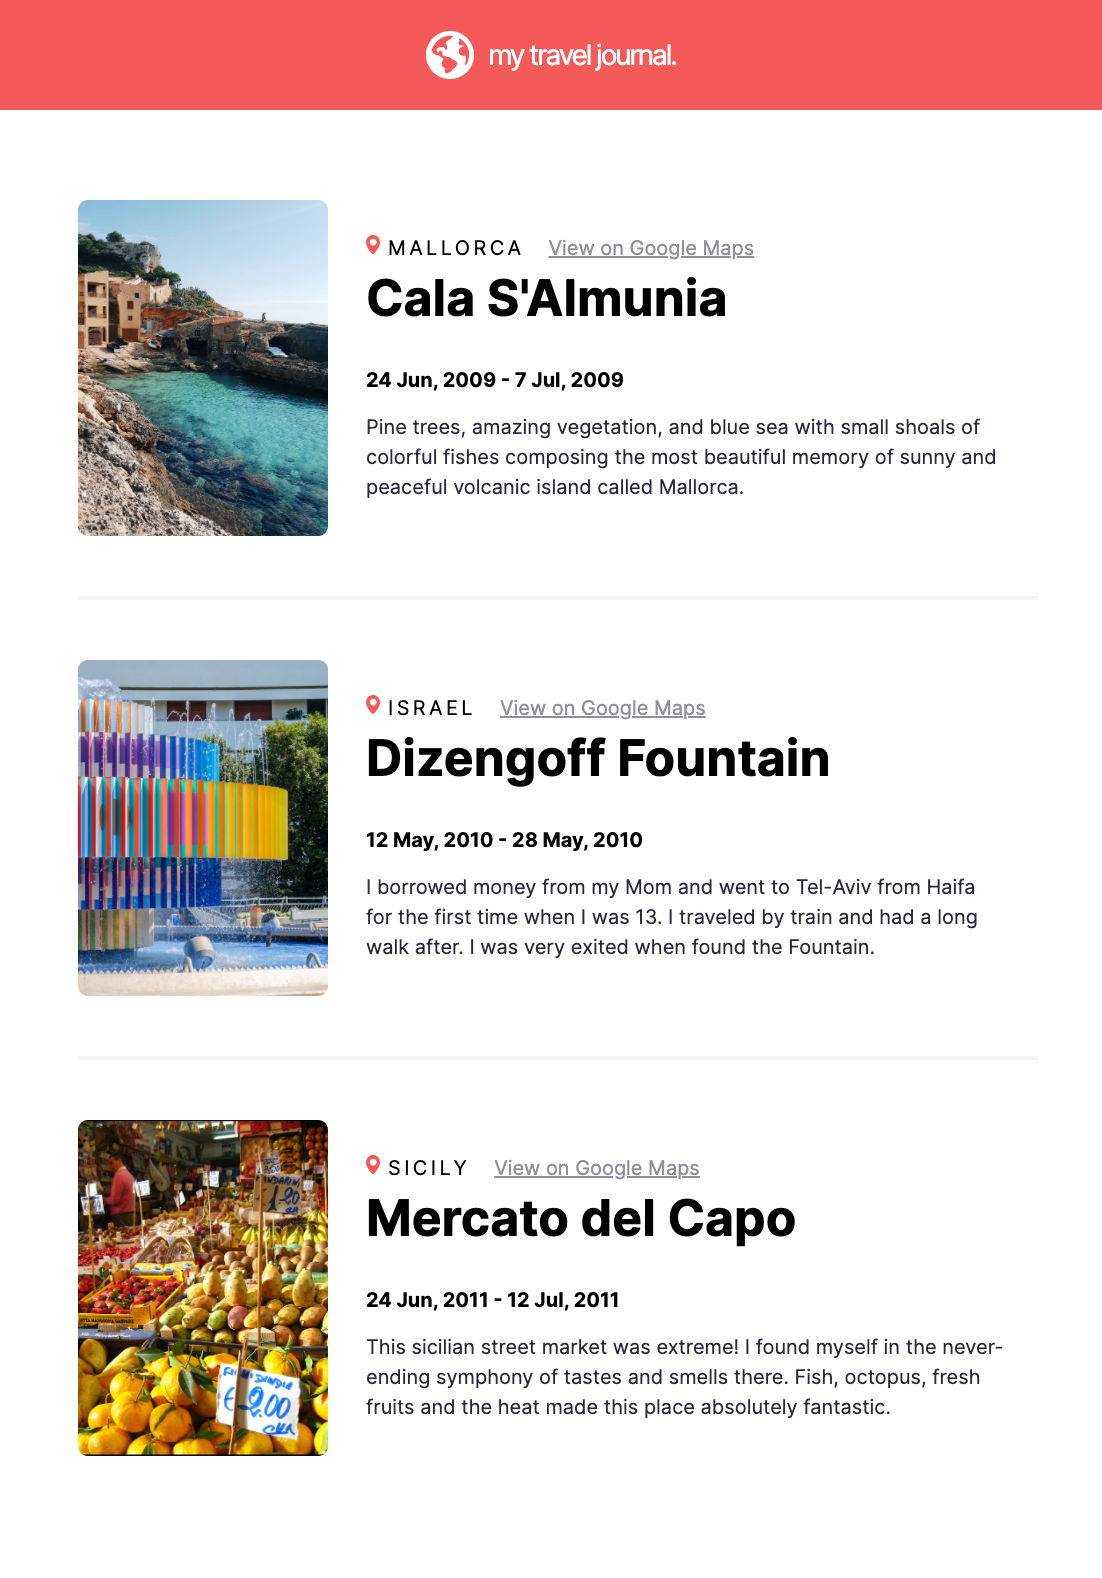 my travel journal.
MALLORCA View on Google Maps
Cala S'Almunia
24 Jun, 2009 - 7 Jul, 2009
Pine trees, amazing vegetation, and blue sea with small shoals of
colorful fishes composing the most beautiful memory of sunny and
peaceful volcanic island called Mallorca.
ISRAEL View on Google Maps
Dizengoff Fountain
12 May, 2010 - 28 May, 2010
I borrowed money from my Mom and went to Tel-Aviv from Haifa
for the first time when I was 13. I traveled by train and had a long
walk after. I was very exited when found the Fountain.
SICILY View on Google Maps
Mercato del Capo
24 Jun, 2011 - 12 Jul, 2011
This sicilian street market was extreme! I found myself in the never-
ending symphony of tastes and smells there. Fish, octopus, fresh
fruits and the heat made this place absolutely fantastic.
€ 2.00